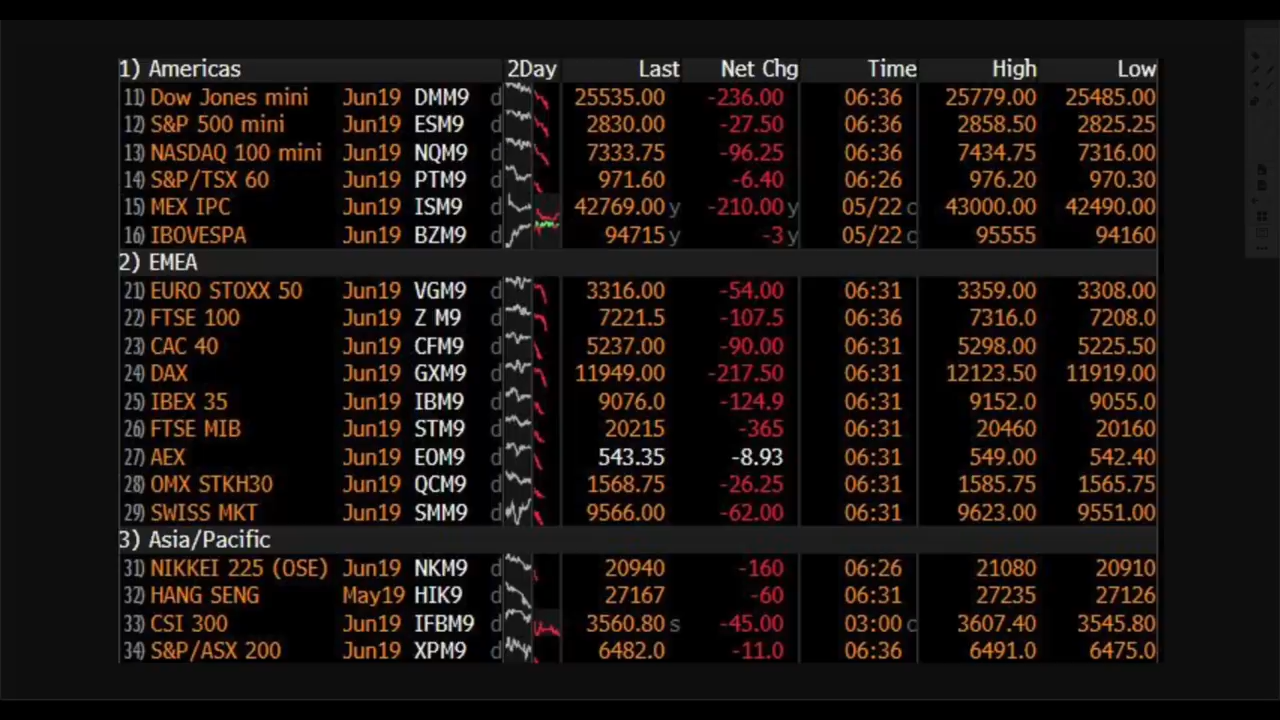 1) Americas 2Day Last Net Chg Time High Low
11) Dow Jones mini Jun19 DMM9 d 25535.00 -236.00 06:36 25779.00 25485.00
12) S&P 500 mini Jun19 ESM9 d 2830.00 -27.50 06:36 2858.50 2825.25
13) NASDAQ 100 mini Jun19 NQM9 d 7333.75 -96.25 06:36 7434.75 7316.00
14) S&P/TSX 60 Jun19 PTM9 d 971.60 -6.40 06:26 976.20 970.30
15) MEX IPC Jun19 ISM9 d 42769.00 y -210.00 y 05/22 c 43000.00 42490.00
16) IBOVESPA Jun19 BZM9 d 94715 y -3 y 05/22 c 95555 94160
2) EMEA
21) EURO STOXX 50 Jun19 VGM9 d 3316.00 -54.00 06:31 3359.00 3308.00
22) FTSE 100 Jun19 Z M9 d 7221.5 -107.5 06:36 7316.0 7208.0
23) CAC 40 Jun19 CFM9 d 5237.00 -90.00 06:31 5298.00 5225.50
24) DAX Jun19 GXM9 d 11949.00 -217.50 06:31 12123.50 11919.00
25) IBEX 35 Jun19 IBM9 d 9076.0 -124.9 06:31 9152.0 9055.0
26) FTSE MIB Jun19 STM9 d 20215 -365 06:31 20460 20160
27) AEX Jun19 EOM9 d 543.35 -8.93 06:31 549.00 542.40
28) OMX STKH30 Jun19 QCM9 d 1568.75 -26.25 06:31 1585.75 1565.75
29) SWISS MKT Jun19 SMM9 d 9566.00 -62.00 06:31 9623.00 9551.00
3) Asia/Pacific
31) NIKKEI 225 (OSE) Jun19 NKM9 d 20940 -160 06:26 21080 20910
32) HANG SENG May19 HIK9 d 27167 -60 06:31 27235 27126
33) CSI 300 Jun19 IFBM9 d 3560.80 s -45.00 03:00 c 3607.40 3545.80
34) S&P/ASX 200 Jun19 XPM9 d 6482.0 -11.0 06:36 6491.0 6475.0